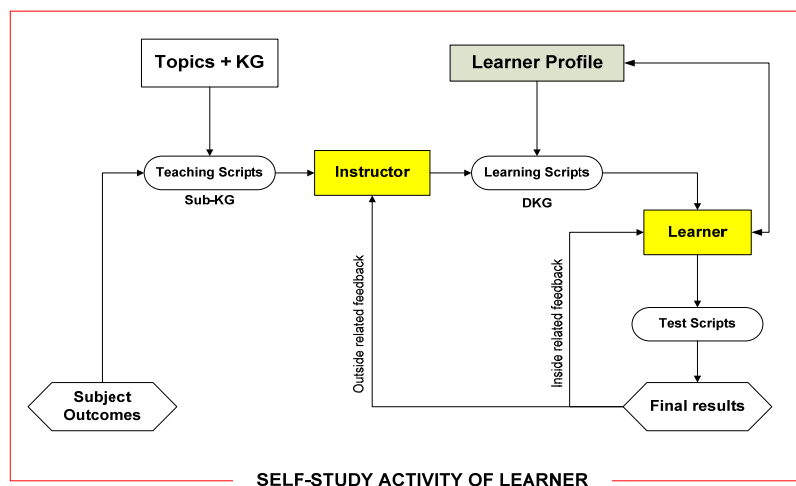 Topics + KG
Learner Profile
Teaching Scripts
Sub-KG
Instructor
Learning Scripts
DKG
Learner
Outside related feedback
Inside related feedback
Test Scripts
Subject
Outcomes
Final results
SELF-STUDY ACTIVITY OF LEARNER